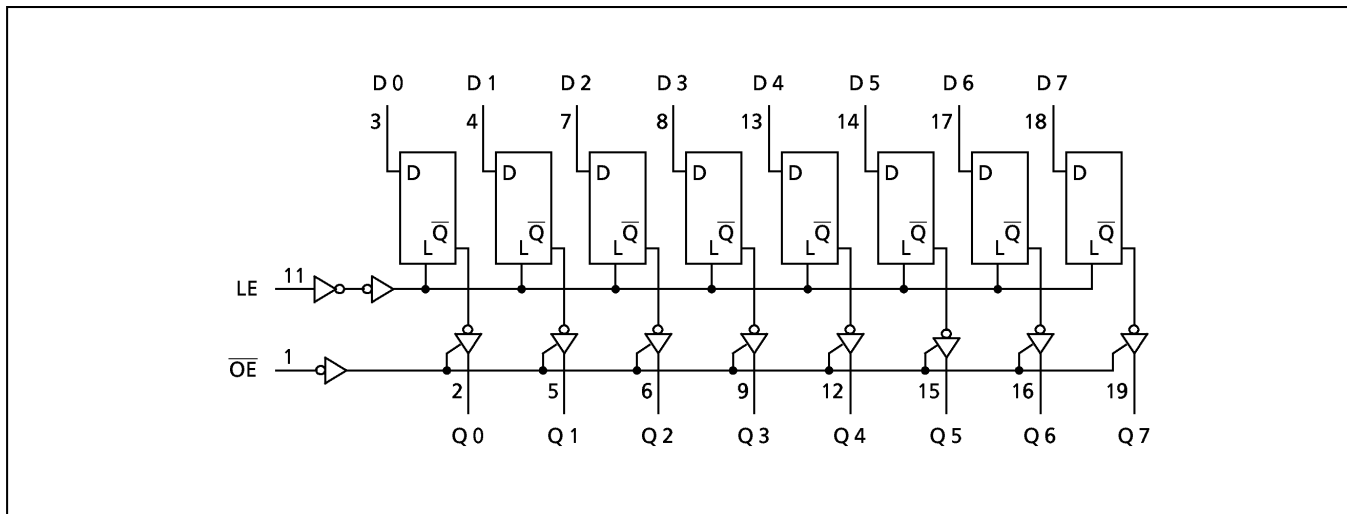 D0 D1 D2 D3 D4 D5 D6 D7
3 4 7 8 13 14 17 18
D D D D D D D D
Q̅ Q̅ Q̅ Q̅ Q̅ Q̅ Q̅ Q̅
L L L L L L L L
LE 11
O̅E̅ 1
2 5 6 9 12 15 16 19
Q0 Q1 Q2 Q3 Q4 Q5 Q6 Q7